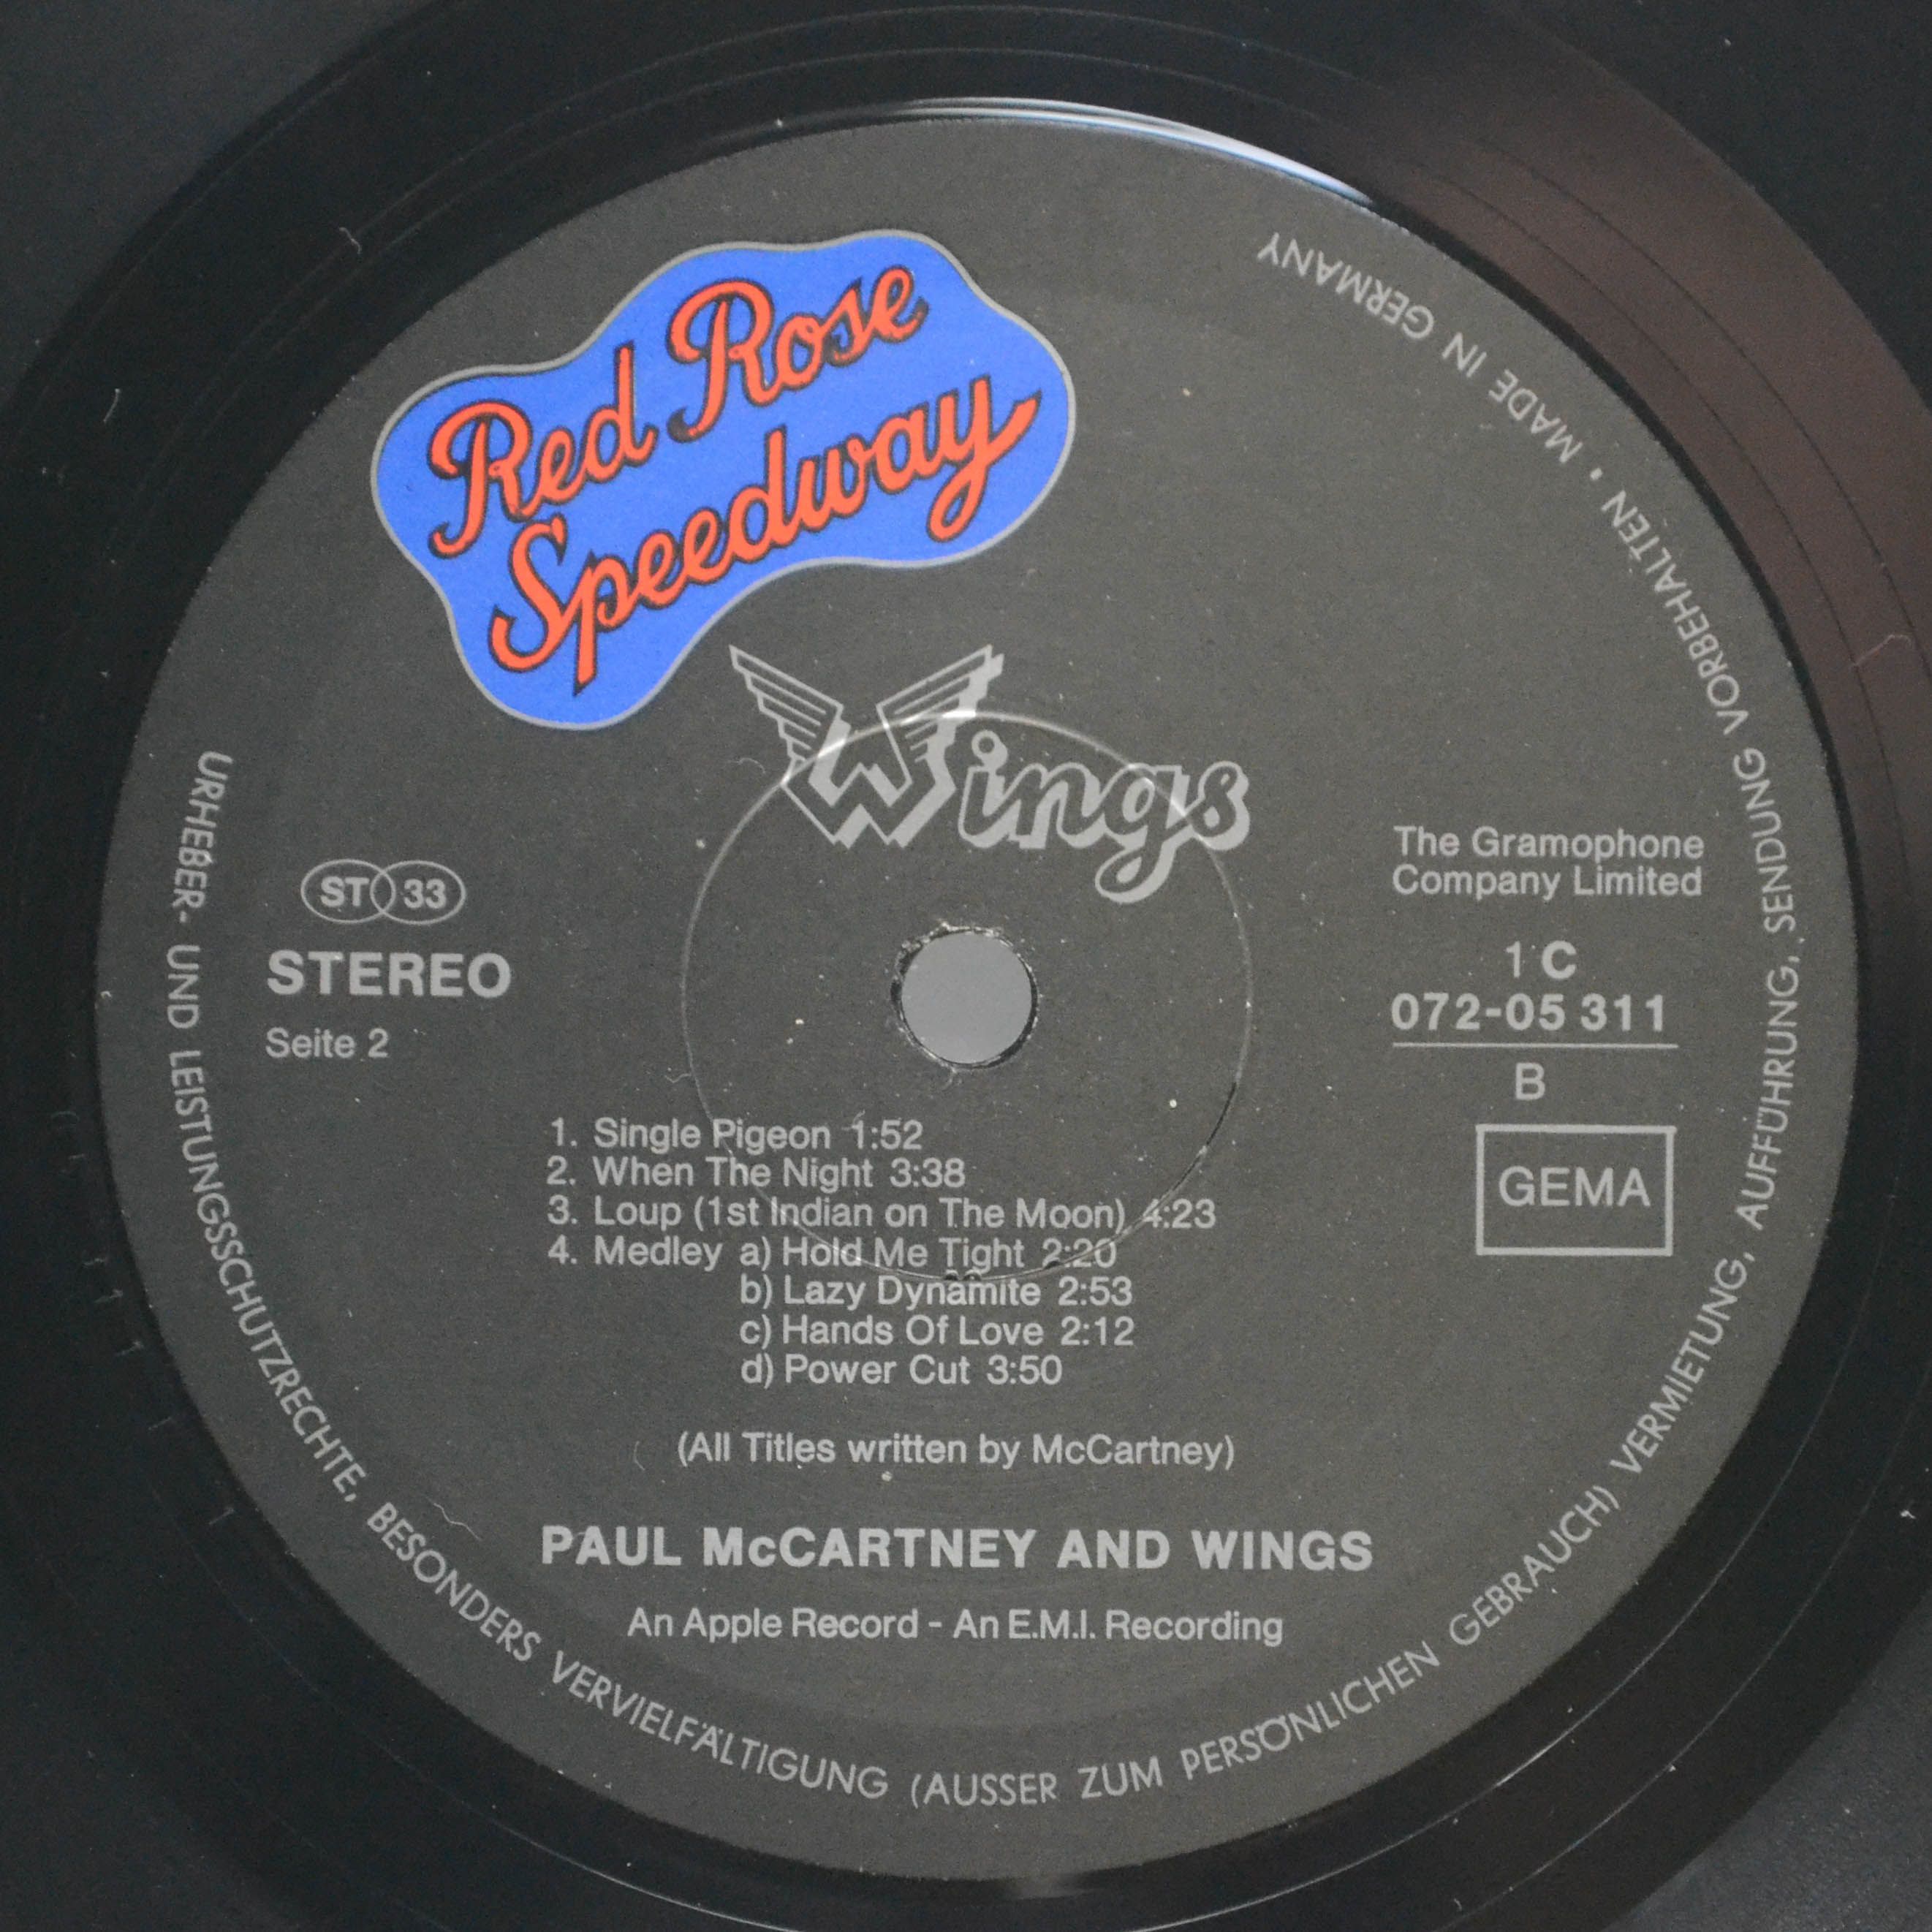 Red Rose
Speedway
Wings
The Gramophone
Company Limited
ST 33
STEREO
Seite 2
1 C
072-05 311
B
GEMA
1. Single Pigeon 1:52
2. When The Night 3:38
3. Loup (1st Indian on The Moon) 4:23
4. Medley a) Hold Me Tight 2:20
b) Lazy Dynamite 2:53
c) Hands Of Love 2:12
d) Power Cut 3:50
(All Titles written by McCartney)
PAUL McCARTNEY AND WINGS
An Apple Record - An E.M.I. Recording
URHEBER- UND LEISTUNGSSCHUTZRECHTE, BESONDERS VERVIELFÄLTIGUNG (AUSSER ZUM PERSÖNLICHEN GEBRAUCH) VERMIETUNG, AUFFÜHRUNG, SENDUNG VORBEHALTEN • MADE IN GERMANY